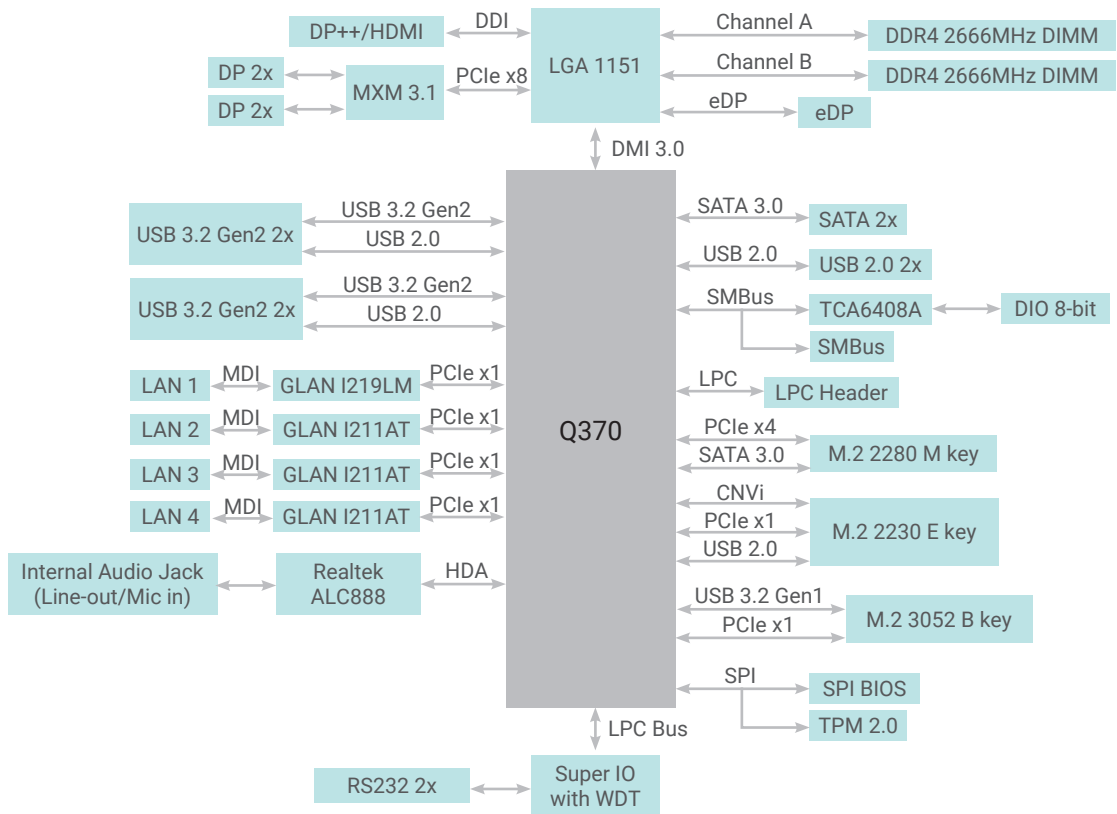 DP++/HDMI
DDI
LGA 1151
Channel A
DDR4 2666MHz DIMM
DP 2x
MXM 3.1
PCIe x8
Channel B
DDR4 2666MHz DIMM
DP 2x
eDP
eDP
DMI 3.0
Q370
USB 3.2 Gen2 2x
USB 3.2 Gen2
USB 2.0
USB 3.2 Gen2 2x
USB 3.2 Gen2
USB 2.0
LAN 1
MDI
GLAN I219LM
PCIe x1
LAN 2
MDI
GLAN I211AT
PCIe x1
LAN 3
MDI
GLAN I211AT
PCIe x1
LAN 4
MDI
GLAN I211AT
PCIe x1
Internal Audio Jack
(Line-out/Mic in)
Realtek
ALC888
HDA
SATA 3.0
SATA 2x
USB 2.0
USB 2.0 2x
SMBus
TCA6408A
DIO 8-bit
SMBus
LPC
LPC Header
PCIe x4
SATA 3.0
M.2 2280 M key
CNVi
PCIe x1
USB 2.0
M.2 2230 E key
USB 3.2 Gen1
PCIe x1
M.2 3052 B key
SPI
SPI BIOS
TPM 2.0
LPC Bus
RS232 2x
Super IO
with WDT